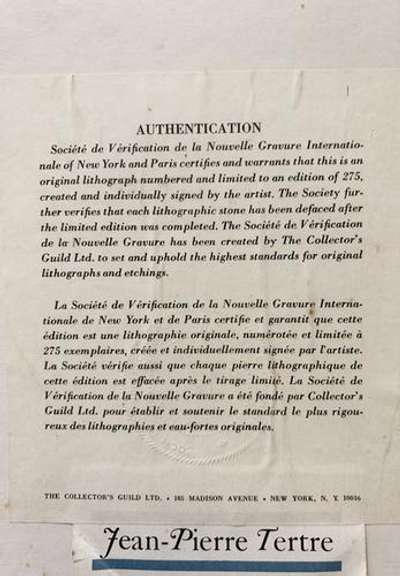 AUTHENTICATION
Société de Vérification de la Nouvelle Gravure Internatio-
nale of New York and Paris certifies and warrants that this is an
original lithograph numbered and limited to an edition of 275,
created and individually signed by the artist. The Society fur-
ther verifies that each lithographic stone has been defaced after
the limited edition was completed. The Société de Vérification
de la Nouvelle Gravure has been created by The Collector's
Guild Ltd. to set and uphold the highest standards for original
lithographs and etchings.
La Société de Vérification de la Nouvelle Gravure Interna-
tionale de New York et de Paris certifie et garantit que cette
édition est une lithographie originale, numérotée et limitée à
275 exemplaires, créée et individuellement signée par l'artiste.
La Société vérifie aussi que chaque pierre lithographique de
cette édition est effacée après le tirage limité. La Société de
Vérification de la Nouvelle Gravure a été fondé par Collector's
Guild Ltd. pour établir et soutenir le standard le plus rigou-
reux des lithographies et eau-fortes originales.
THE COLLECTOR'S GUILD LTD. • 185 MADISON AVENUE • NEW YORK, N. Y. 10016
Jean-Pierre Tertre